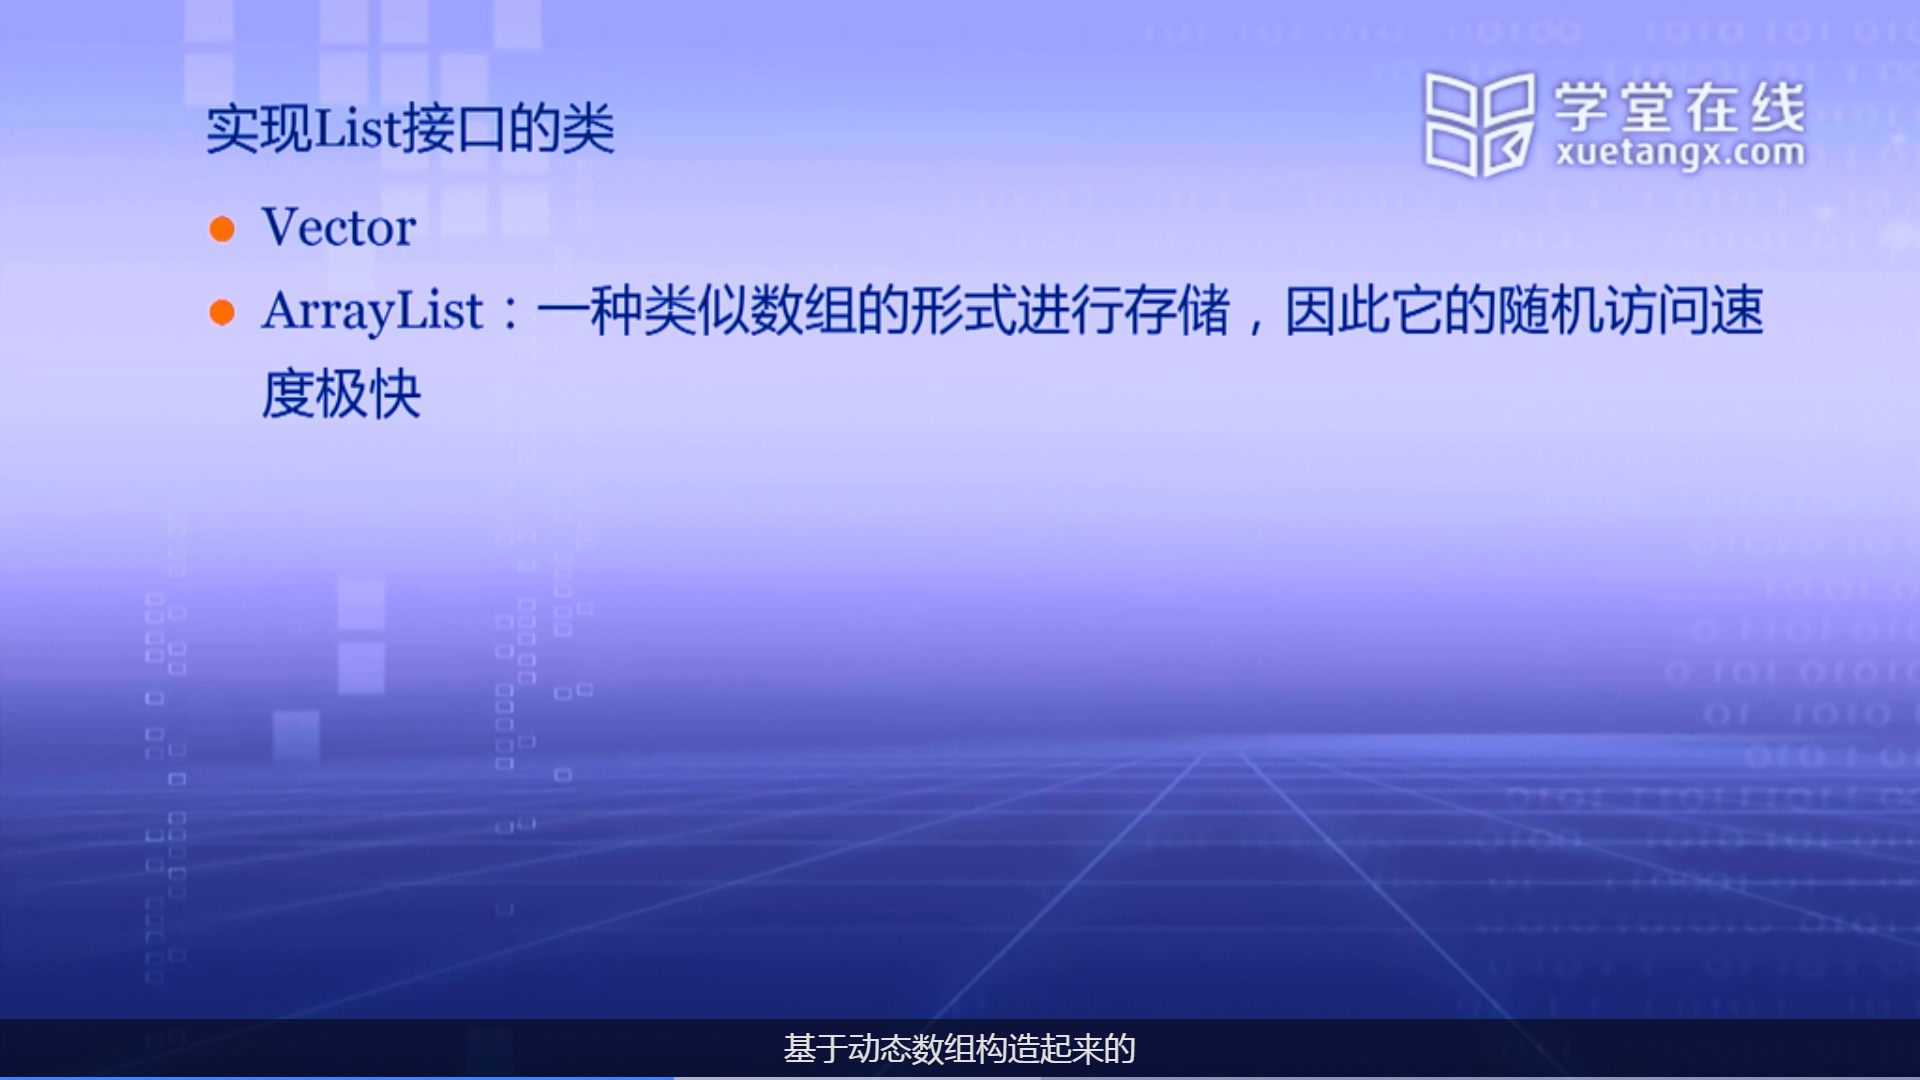 实现List接口的类
学堂在线
xuetangx.com
Vector
ArrayList：一种类似数组的形式进行存储，因此它的随机访问速
度极快
基于动态数组构造起来的